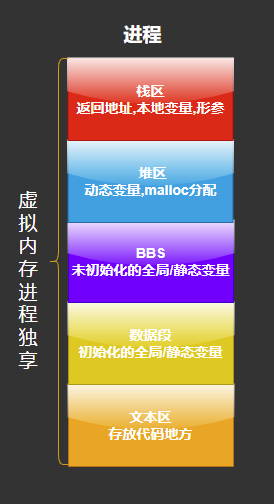 进程
栈区
返回地址,本地变量,形参
堆区
动态变量,malloc分配
BBS
未初始化的全局/静态变量
数据段
初始化的全局/静态变量
文本区
存放代码地方
虚拟内存进程独享